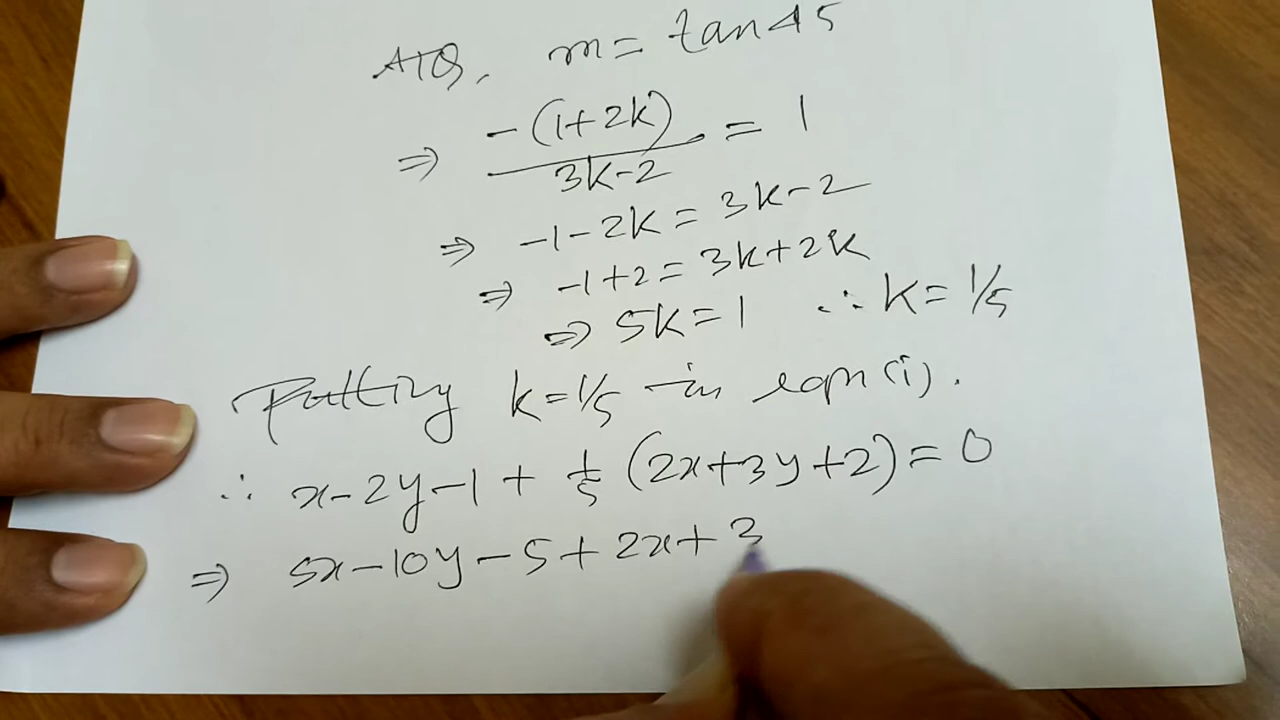 ATQ, m = tan45
⇒ -(1+2k)/3k-2 = 1
⇒ -1-2k = 3k-2
⇒ -1+2 = 3k+2k
⇒ 5k=1 ∴ k=1/5
Putting k=1/5 in eqn(i).
∴ x-2y-1 + 1/5 (2x+3y+2) = 0
⇒ 5x-10y-5+2x+3